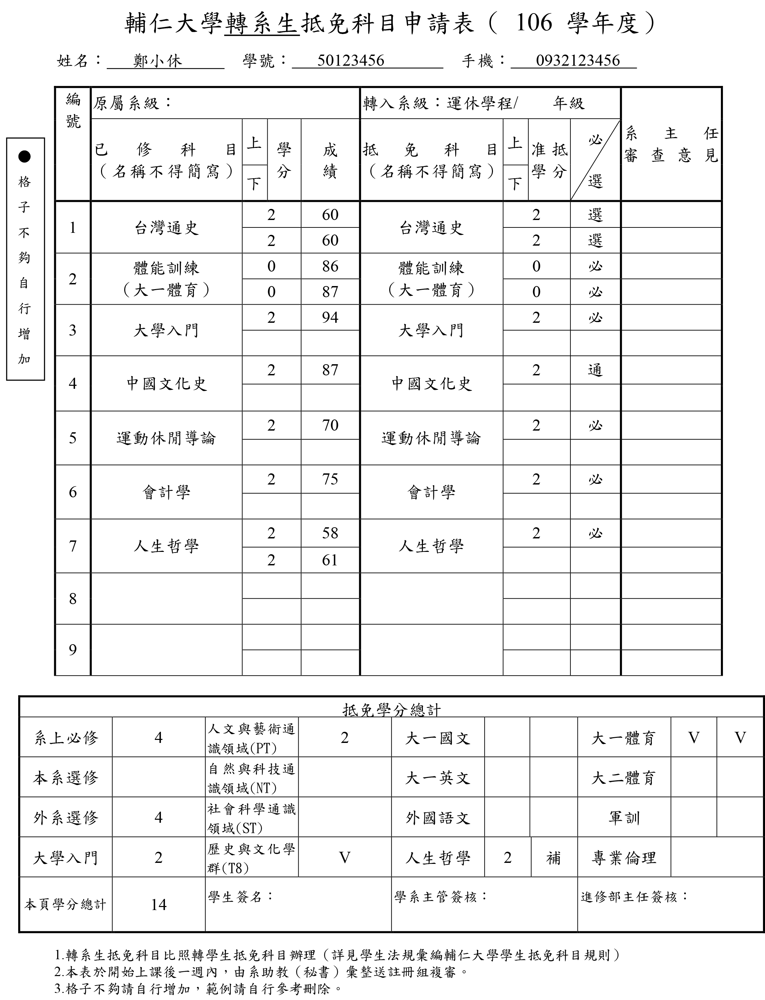 輔仁大學轉系生抵免科目申請表（ 106 學年度）
姓名： 鄭小休 學號： 50123456 手機： 0932123456
●格子不夠自行增加
編號 原屬系級： 轉入系級：運休學程/ 年級 系主任審查意見
已修科目（名稱不得簡寫） 上 下 學分 成績 抵免科目（名稱不得簡寫） 上 下 准抵學分 必 選
1 台灣通史 2 60 台灣通史 2 選
2 60 2 選
2 體能訓練（大一體育） 0 86 體能訓練（大一體育） 0 必
0 87 0 必
3 大學入門 2 94 大學入門 2 必
4 中國文化史 2 87 中國文化史 2 通
5 運動休閒導論 2 70 運動休閒導論 2 必
6 會計學 2 75 會計學 2 必
7 人生哲學 2 58 人生哲學 2 必
2 61
8
9
抵免學分總計
系上必修 4 人文與藝術通識領域(PT) 2 大一國文 大一體育 V V
本系選修 自然與科技通識領域(NT) 大一英文 大二體育
外系選修 4 社會科學通識領域(ST) 外國語文 軍訓
大學入門 2 歷史與文化學群(T8) V 人生哲學 2 補 專業倫理
本頁學分總計 14 學生簽名： 學系主管簽核： 進修部主任簽核：
1.轉系生抵免科目比照轉學生抵免科目辦理（詳見學生法規彙編輔仁大學學生抵免科目規則）
2.本表於開始上課後一週內，由系助教（秘書）彙整送註冊組複審。
3.格子不夠請自行增加，範例請自行參考刪除。